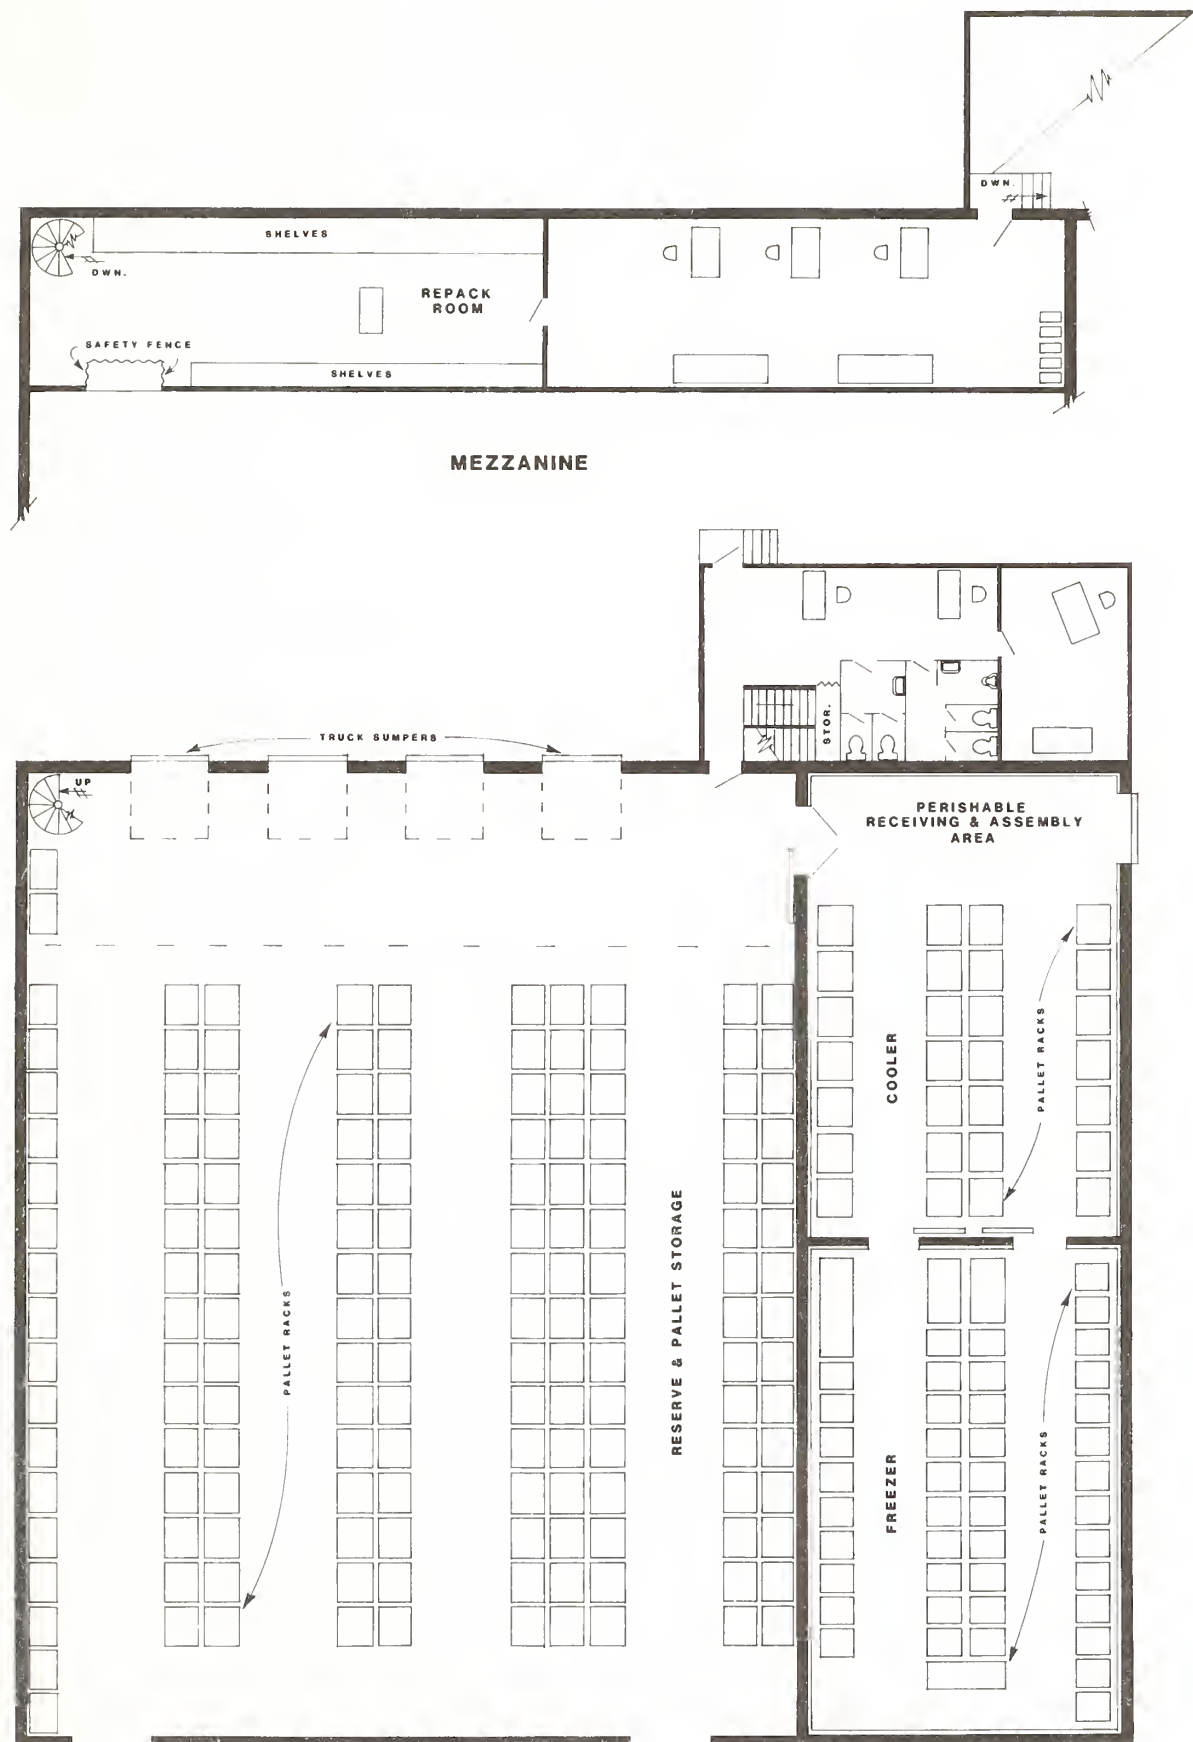 DWN.
SHELVES
DWN.
REPACK
ROOM
SAFETY FENCE
SHELVES
MEZZANINE
STOR.
TRUCK SUMPERS
UP
PERISHABLE
RECEIVING & ASSEMBLY
AREA
COOLER
PALLET RACKS
RESERVE & PALLET STORAGE
PALLET RACKS
FREEZER
PALLET RACKS